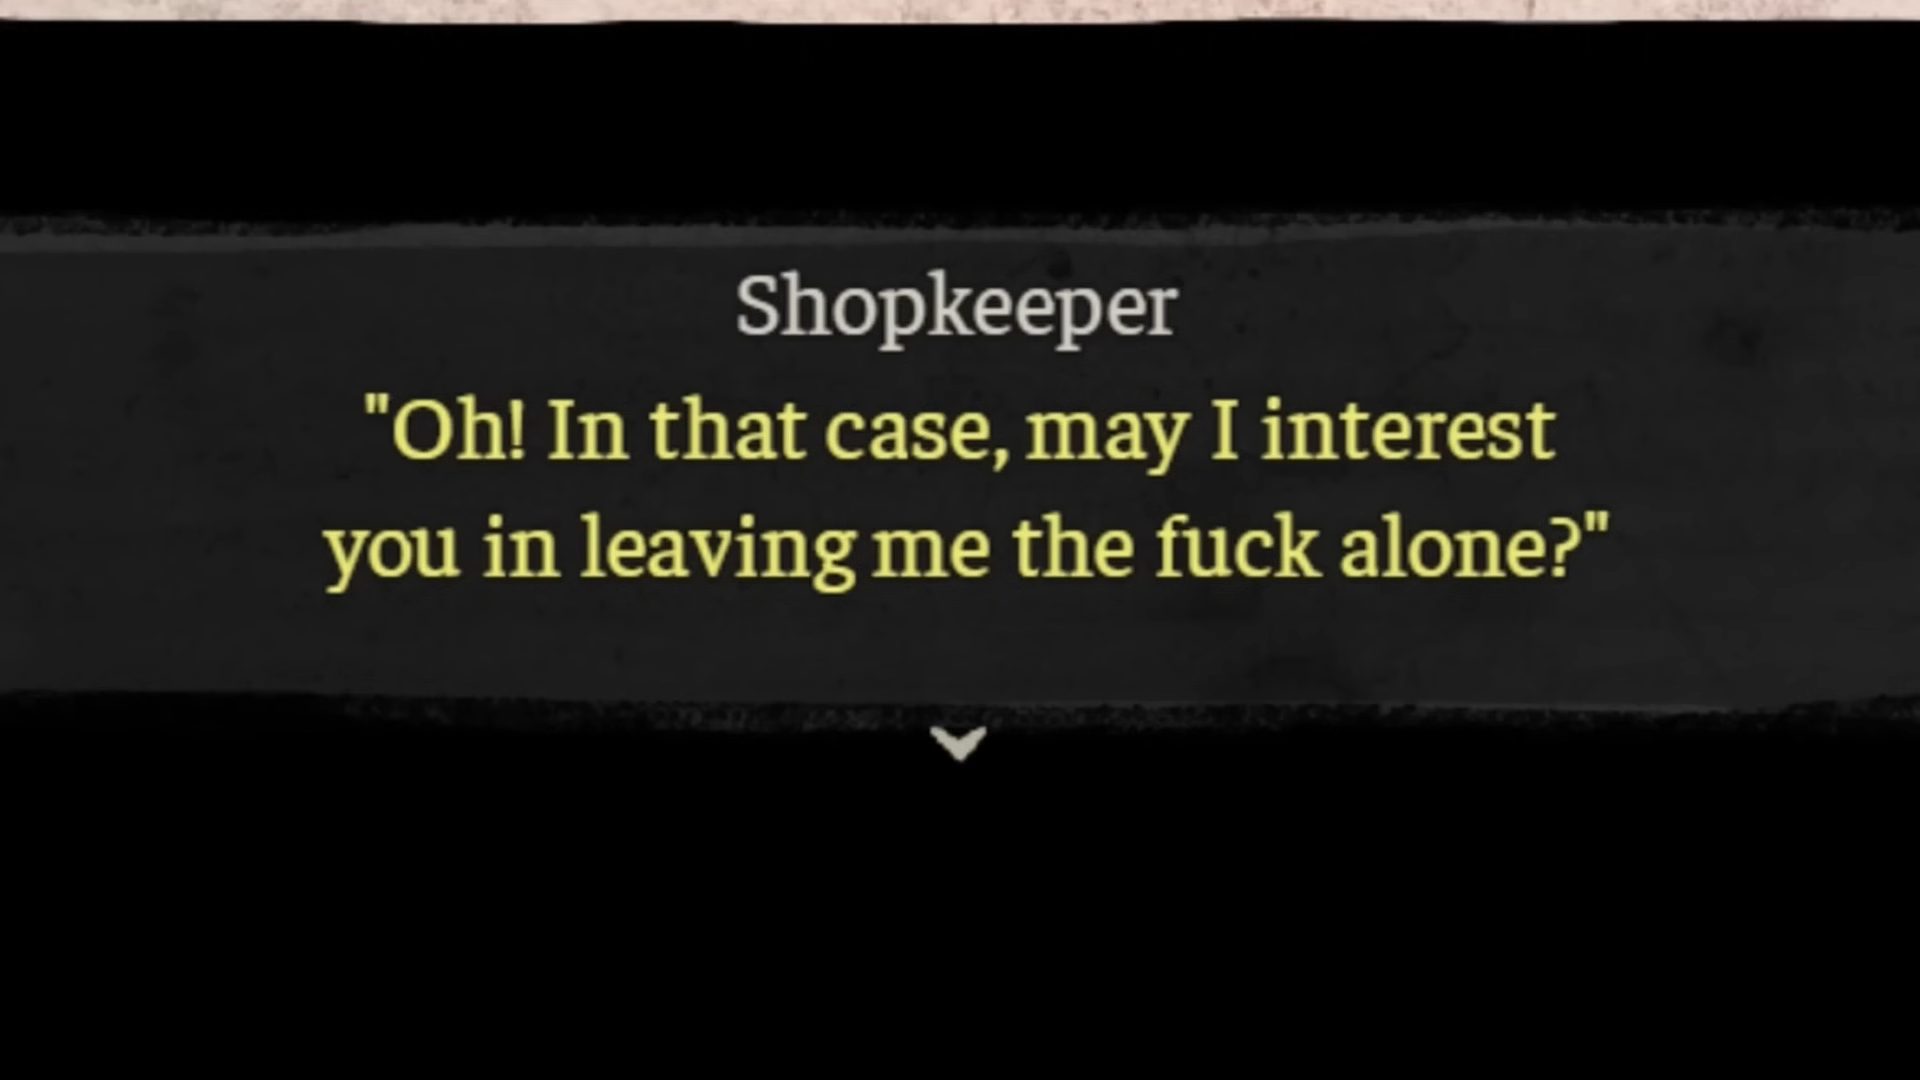 Shopkeeper
"Oh! In that case, may I interest
you in leaving me the fuck alone?"